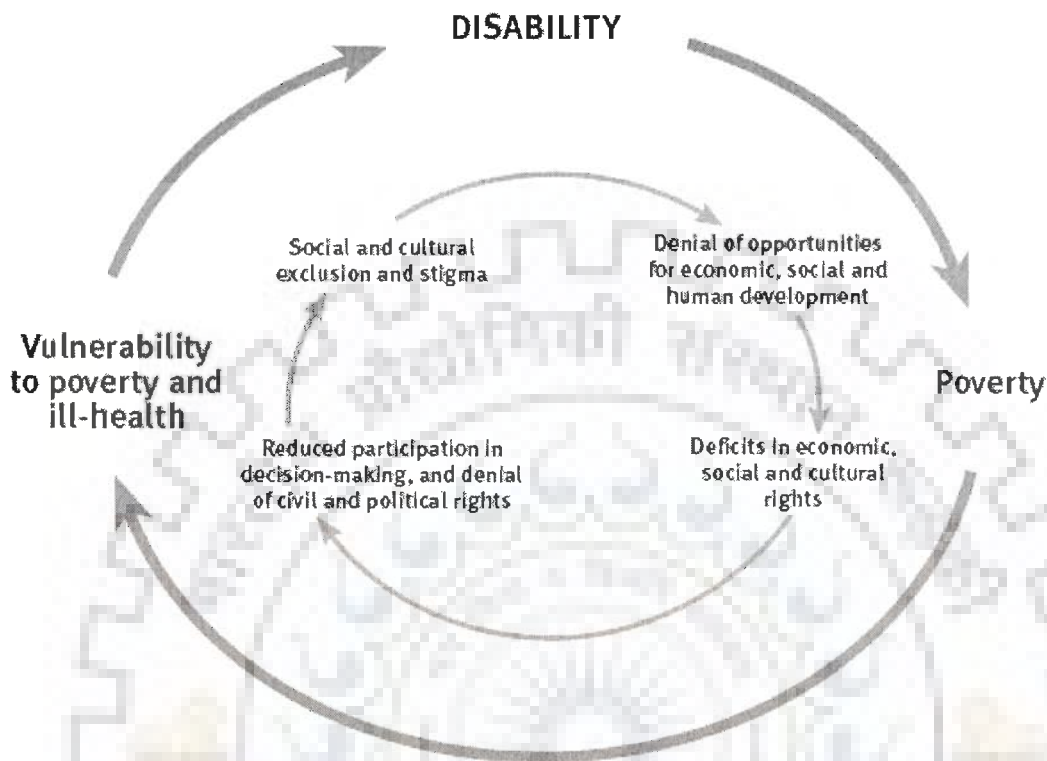 DISABILITY
Social and cultural
exclusion and stigma
Denial of opportunities
for economic, social and
human development
Vulnerability
to poverty and
ill-health
Poverty
Reduced participation in
decision-making, and denial
of civil and political rights
Deficits in economic,
social and cultural
rights